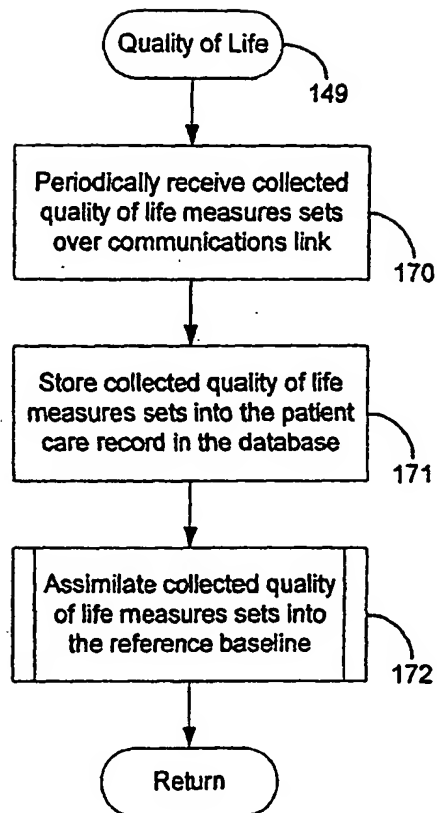 Quality of Life
149
Periodically receive collected
quality of life measures sets
over communications link
170
Store collected quality of life
measures sets into the patient
care record in the database
171
Assimilate collected quality
of life measures sets into
the reference baseline
172
Return